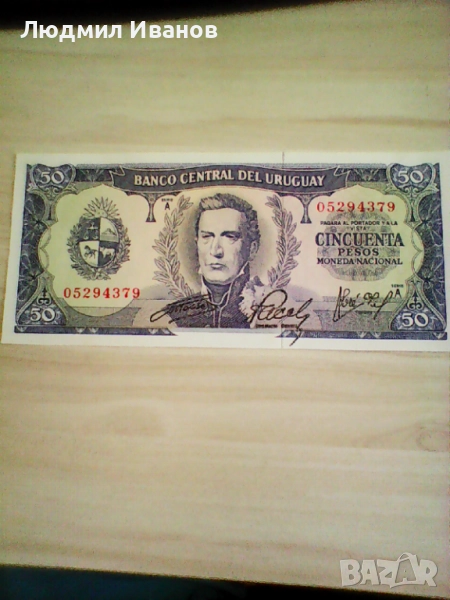 Людмил Иванов
50
BANCO CENTRAL DEL URUGUAY
50
SERIE
A
05294379
PAGARA AL PORTADOR Y A LA
VISTA
CINCUENTA
PESOS
MONEDA NACIONAL
05294379
SERIE A
50
50
BAZAR